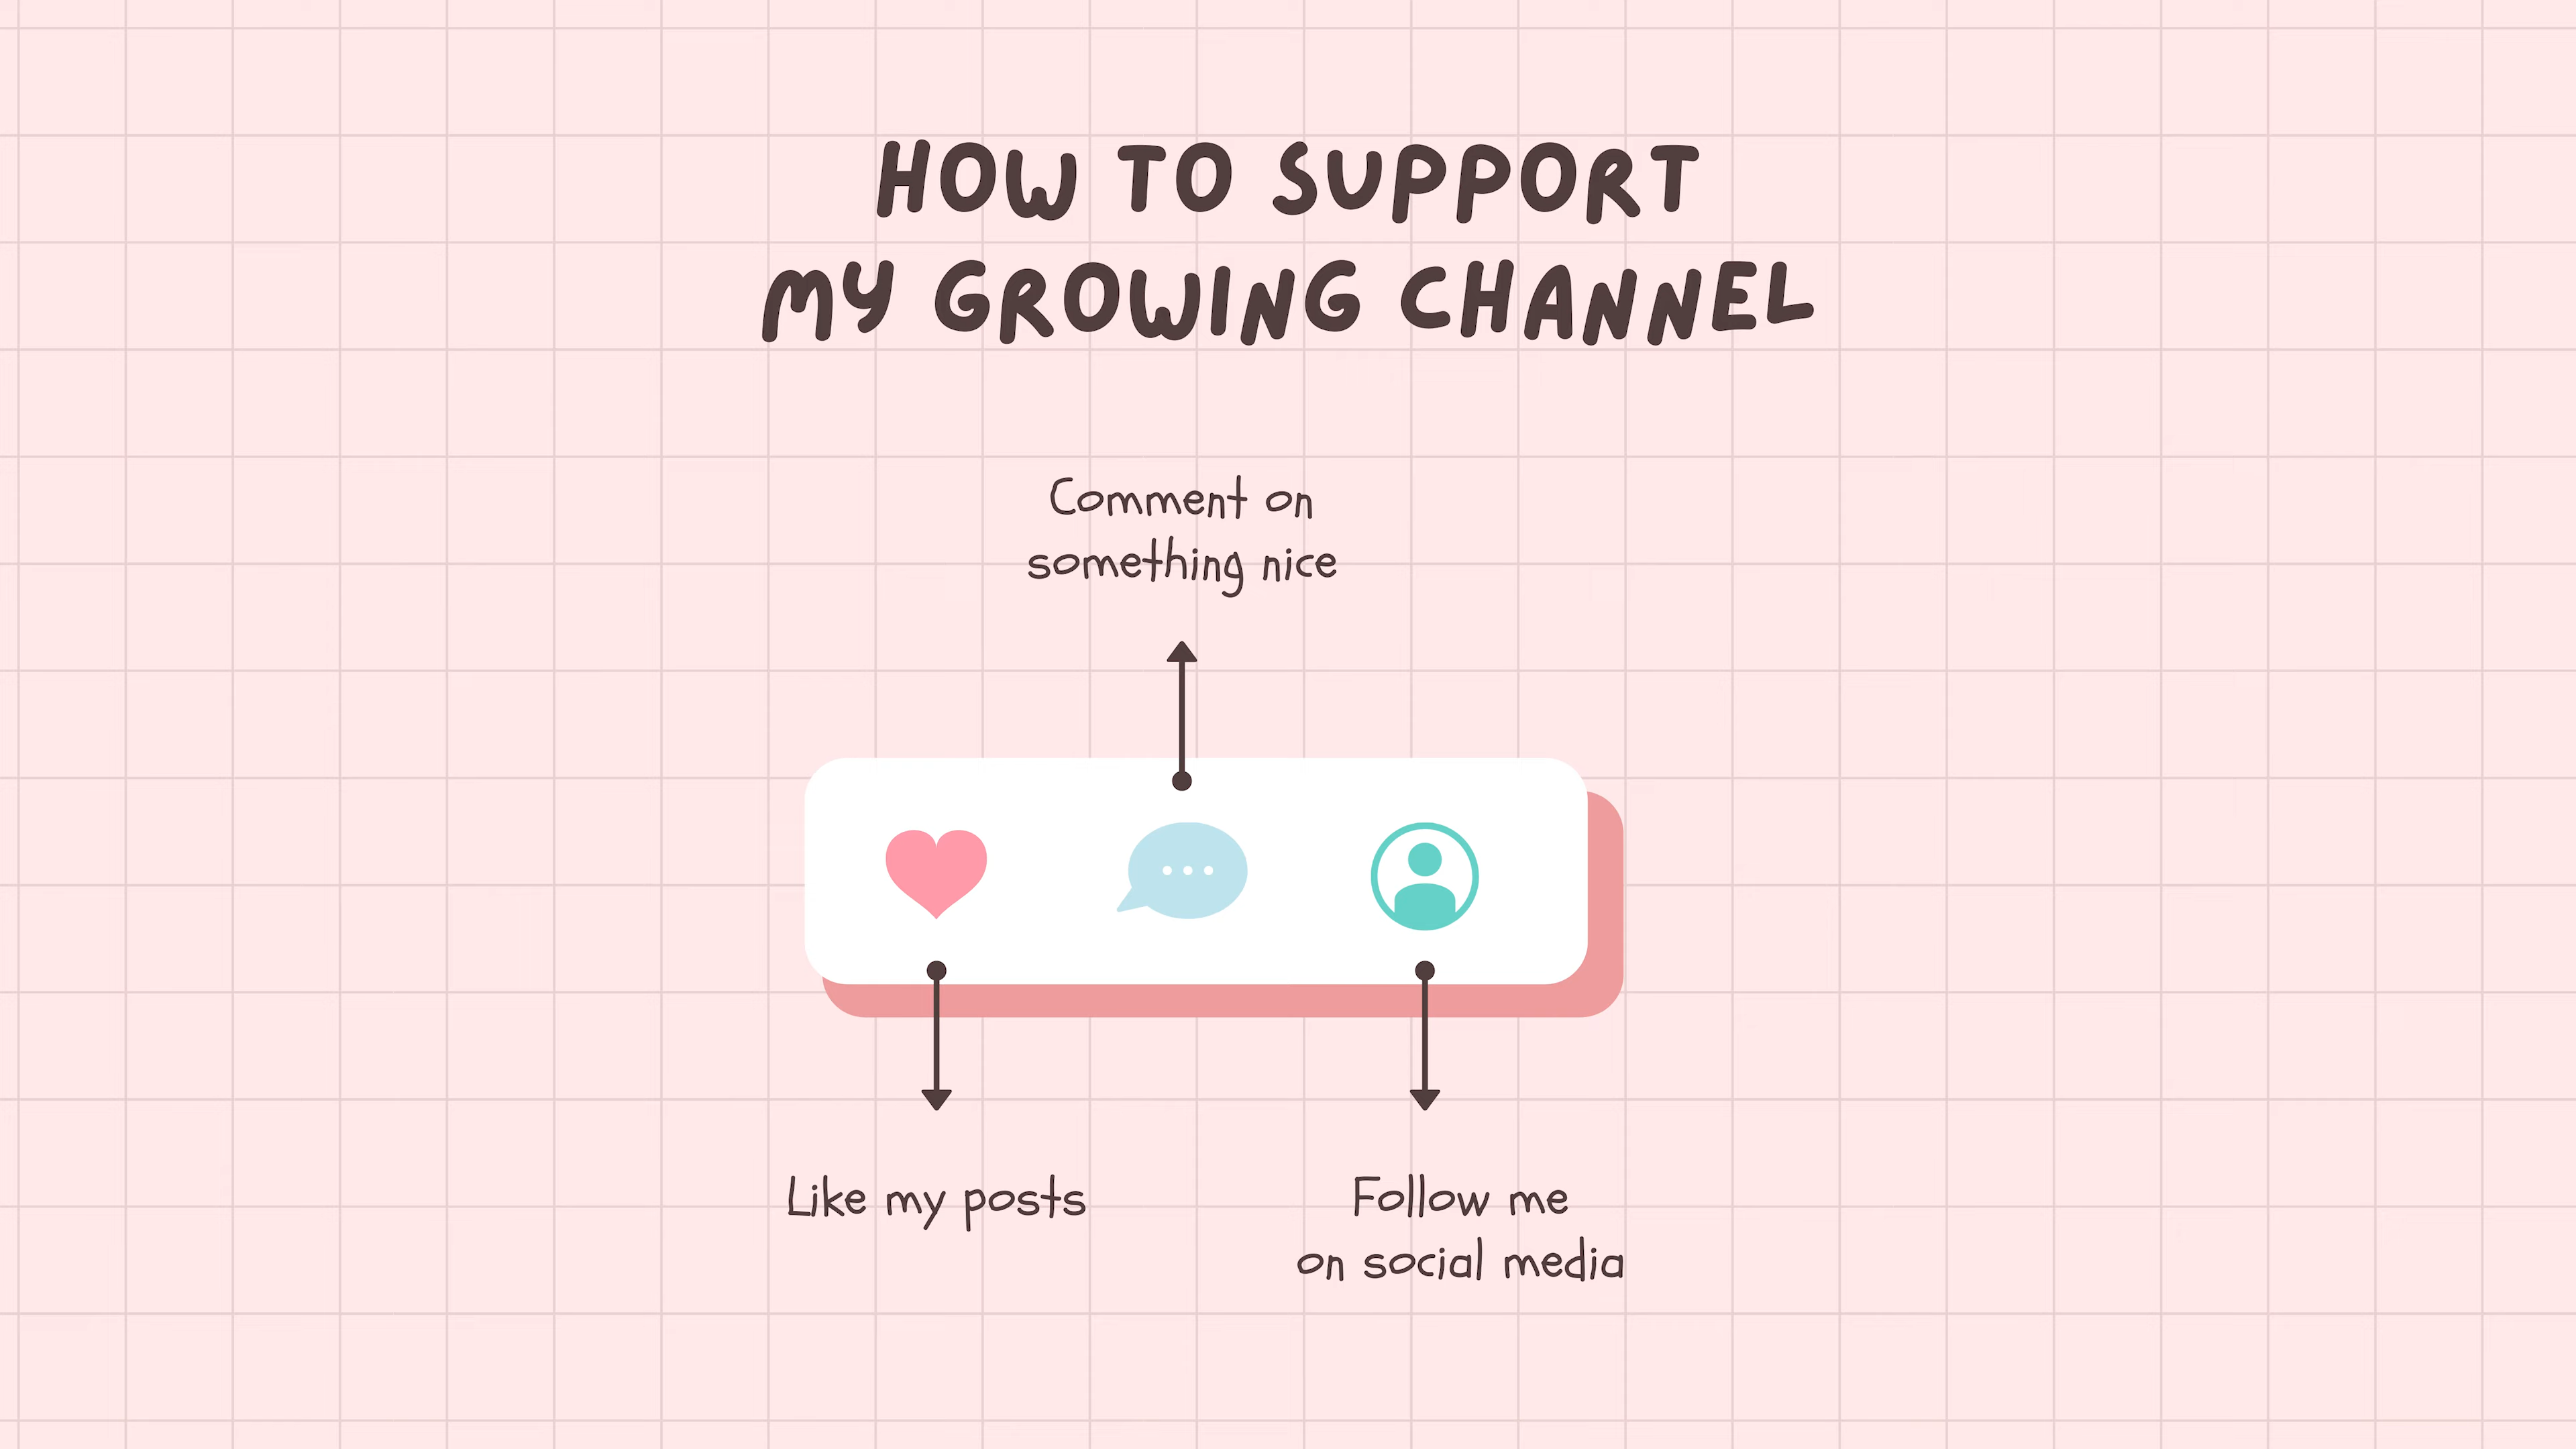 HOW TO SUPPORT
MY GROWING CHANNEL
Comment on
something nice
Like my posts
Follow me
on social media